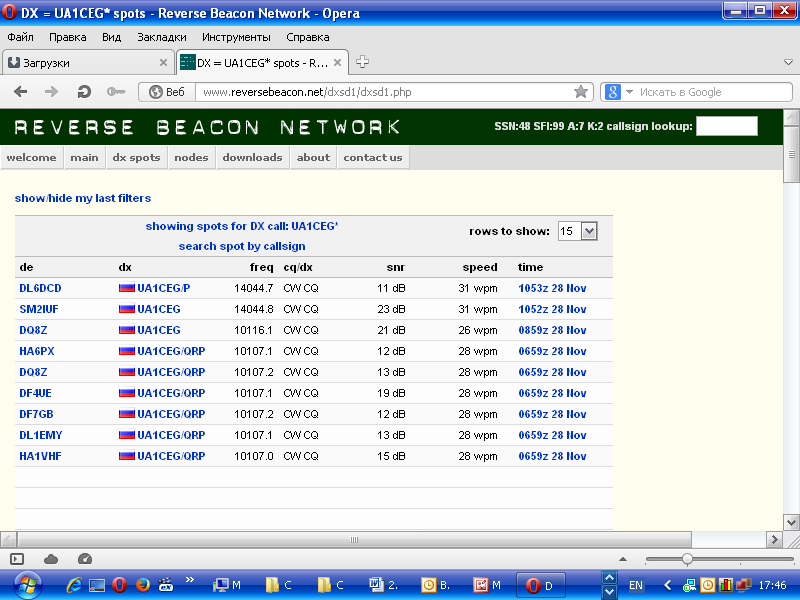 DX = UA1CEG* spots - Reverse Beacon Network - Opera
Файл Правка Вид Закладки Инструменты Справка
Загрузки DX = UA1CEG* spots - R...
Веб www.reversebeacon.net/dxsd1/dxsd1.php Искать в Google
REVERSE BEACON NETWORK SSN:48 SFI:99 A:7 K:2 callsign lookup:
welcome main dx spots nodes downloads about contact us
show/hide my last filters
showing spots for DX call: UA1CEG*
rows to show: 15
search spot by callsign
de dx freq cq/dx snr speed time
DL6DCD UA1CEG/P 14044.7 CW CQ 11 dB 31 wpm 1053z 28 Nov
SM2IUF UA1CEG 14044.8 CW CQ 23 dB 31 wpm 1052z 28 Nov
DQ8Z UA1CEG 10116.1 CW CQ 21 dB 26 wpm 0859z 28 Nov
HA6PX UA1CEG/QRP 10107.1 CW CQ 12 dB 28 wpm 0659z 28 Nov
DQ8Z UA1CEG/QRP 10107.2 CW CQ 13 dB 28 wpm 0659z 28 Nov
DF4UE UA1CEG/QRP 10107.1 CW CQ 19 dB 28 wpm 0659z 28 Nov
DF7GB UA1CEG/QRP 10107.2 CW CQ 12 dB 28 wpm 0659z 28 Nov
DL1EMY UA1CEG/QRP 10107.1 CW CQ 13 dB 28 wpm 0659z 28 Nov
HA1VHF UA1CEG/QRP 10107.0 CW CQ 15 dB 28 wpm 0659z 28 Nov
M C C 2. B. M D EN 17:46